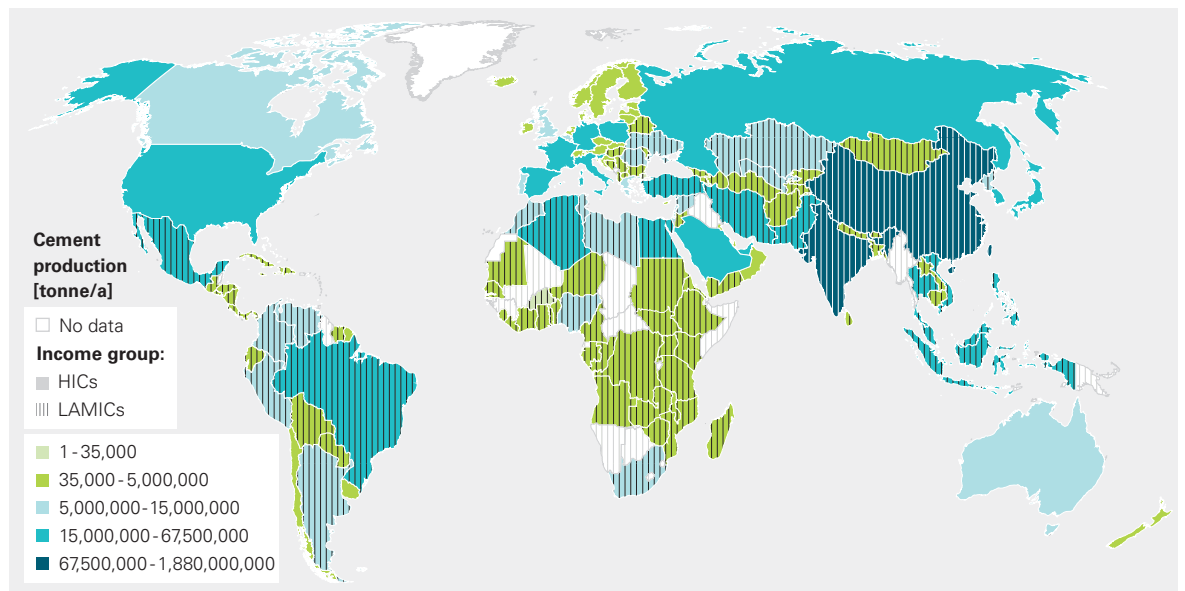 Cement
production
[tonne/a]
No data
Income group:
HICs
LAMICs
1 - 35,000
35,000 - 5,000,000
5,000,000 - 15,000,000
15,000,000 - 67,500,000
67,500,000 - 1,880,000,000